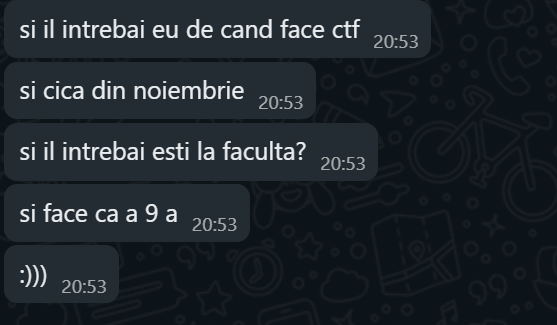 si il intrebai eu de cand face ctf 20:53
si cica din noiembrie 20:53
si il intrebai esti la faculta? 20:53
si face ca a 9 a 20:53
:))) 20:53